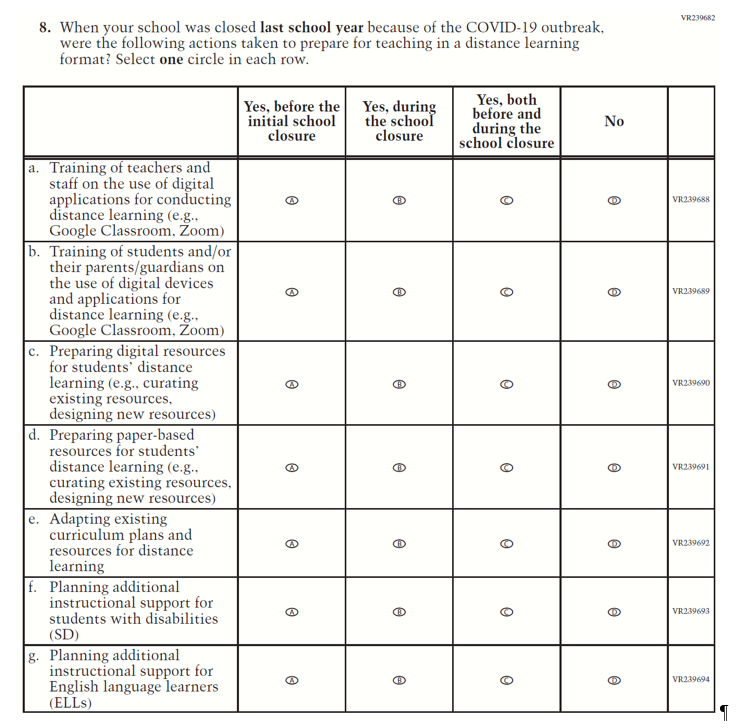 VR239682
8. When your school was closed last school year because of the COVID-19 outbreak,
were the following actions taken to prepare for teaching in a distance learning
format? Select one circle in each row.
Yes, before the
initial school
closure
Yes, during
the school
closure
Yes, both
before and
during the
school closure
No
a. Training of teachers and
staff on the use of digital
applications for conducting
distance learning (e.g.,
Google Classroom, Zoom)
A B C D VR239688
b. Training of students and/or
their parents/guardians on
the use of digital devices
and applications for
distance learning (e.g.,
Google Classroom, Zoom)
A B C D VR239689
c. Preparing digital resources
for students' distance
learning (e.g., curating
existing resources,
designing new resources)
A B C D VR239690
d. Preparing paper-based
resources for students'
distance learning (e.g.,
curating existing resources,
designing new resources)
A B C D VR239691
e. Adapting existing
curriculum plans and
resources for distance
learning
A B C D VR239692
f. Planning additional
instructional support for
students with disabilities
(SD)
A B C D VR239693
g. Planning additional
instructional support for
English language learners
(ELLs)
A B C D VR239694
¶